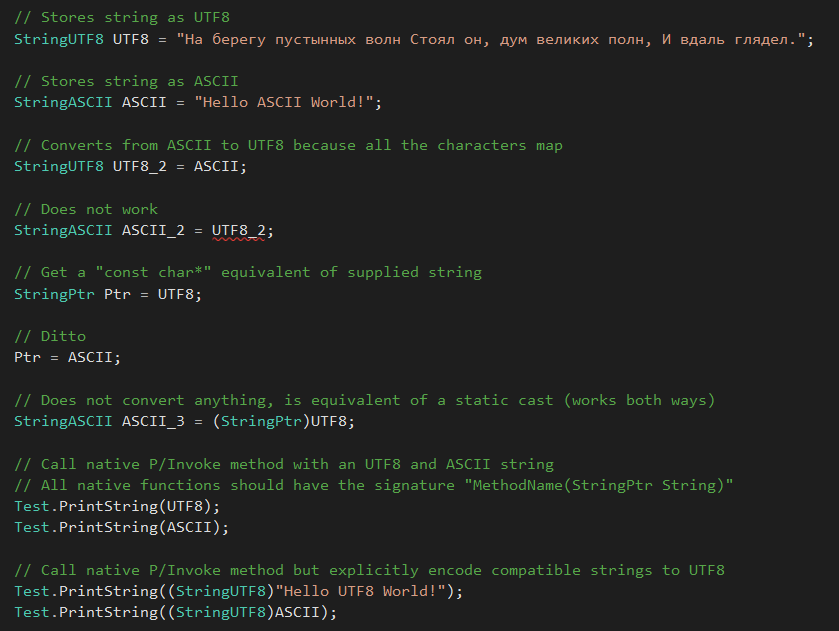 // Stores string as UTF8
StringUTF8 UTF8 = "На берегу пустынных волн Стоял он, дум великих полн, И вдаль глядел.";
// Stores string as ASCII
StringASCII ASCII = "Hello ASCII World!";
// Converts from ASCII to UTF8 because all the characters map
StringUTF8 UTF8_2 = ASCII;
// Does not work
StringASCII ASCII_2 = UTF8_2;
// Get a "const char*" equivalent of supplied string
StringPtr Ptr = UTF8;
// Ditto
Ptr = ASCII;
// Does not convert anything, is equivalent of a static cast (works both ways)
StringASCII ASCII_3 = (StringPtr)UTF8;
// Call native P/Invoke method with an UTF8 and ASCII string
// All native functions should have the signature "MethodName(StringPtr String)"
Test.PrintString(UTF8);
Test.PrintString(ASCII);
// Call native P/Invoke method but explicitly encode compatible strings to UTF8
Test.PrintString((StringUTF8)"Hello UTF8 World!");
Test.PrintString((StringUTF8)ASCII);